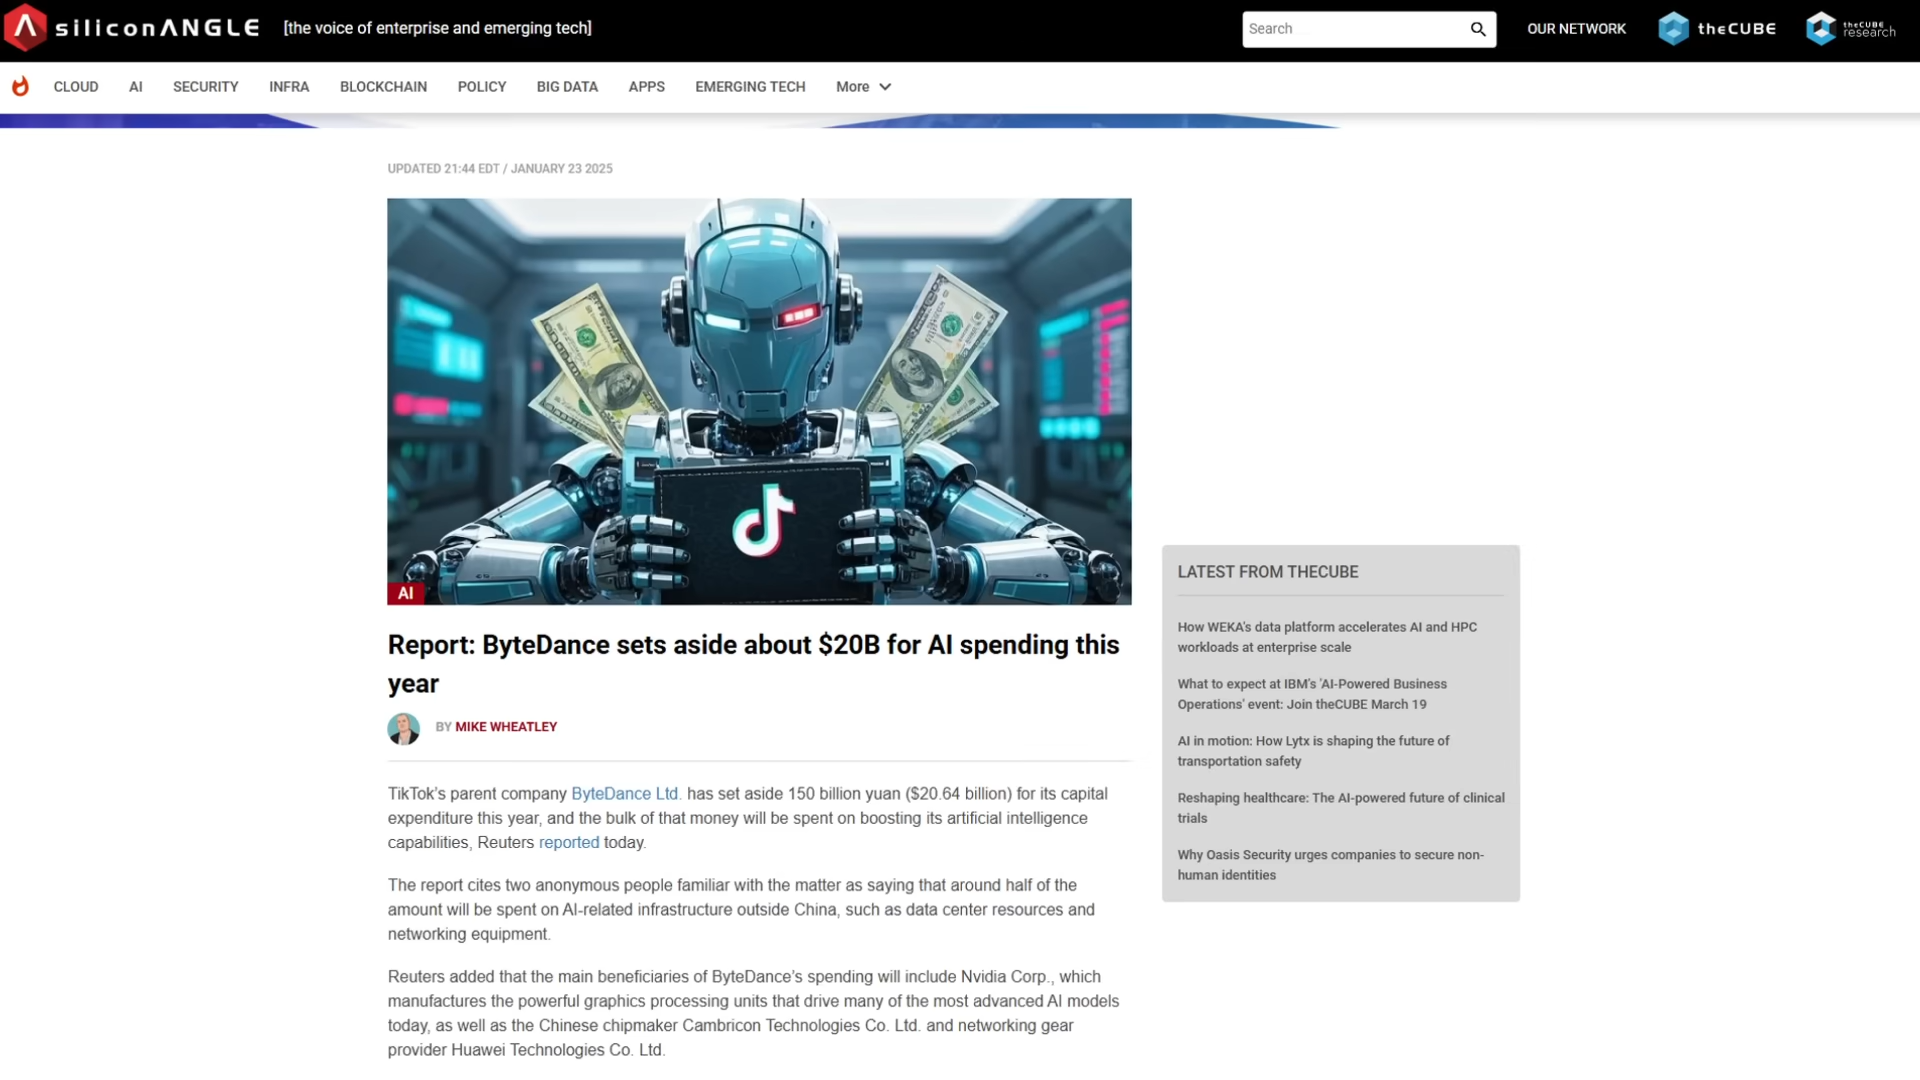 siliconANGLE
[the voice of enterprise and emerging tech]
Search
OUR NETWORK
theCUBE
theCUBE
research
CLOUD
AI
SECURITY
INFRA
BLOCKCHAIN
POLICY
BIG DATA
APPS
EMERGING TECH
More
UPDATED 21:44 EDT / JANUARY 23 2025
AI
Report: ByteDance sets aside about $20B for AI spending this
year
BY MIKE WHEATLEY
TikTok’s parent company ByteDance Ltd. has set aside 150 billion yuan ($20.64 billion) for its capital
expenditure this year, and the bulk of that money will be spent on boosting its artificial intelligence
capabilities, Reuters reported today.
The report cites two anonymous people familiar with the matter as saying that around half of the
amount will be spent on AI-related infrastructure outside China, such as data center resources and
networking equipment.
Reuters added that the main beneficiaries of ByteDance’s spending will include Nvidia Corp., which
manufactures the powerful graphics processing units that drive many of the most advanced AI models
today, as well as the Chinese chipmaker Cambricon Technologies Co. Ltd. and networking gear
provider Huawei Technologies Co. Ltd.
LATEST FROM THECUBE
How WEKA's data platform accelerates AI and HPC
workloads at enterprise scale
What to expect at IBM's 'AI-Powered Business
Operations' event: Join theCUBE March 19
AI in motion: How Lytx is shaping the future of
transportation safety
Reshaping healthcare: The AI-powered future of clinical
trials
Why Oasis Security urges companies to secure non-
human identities